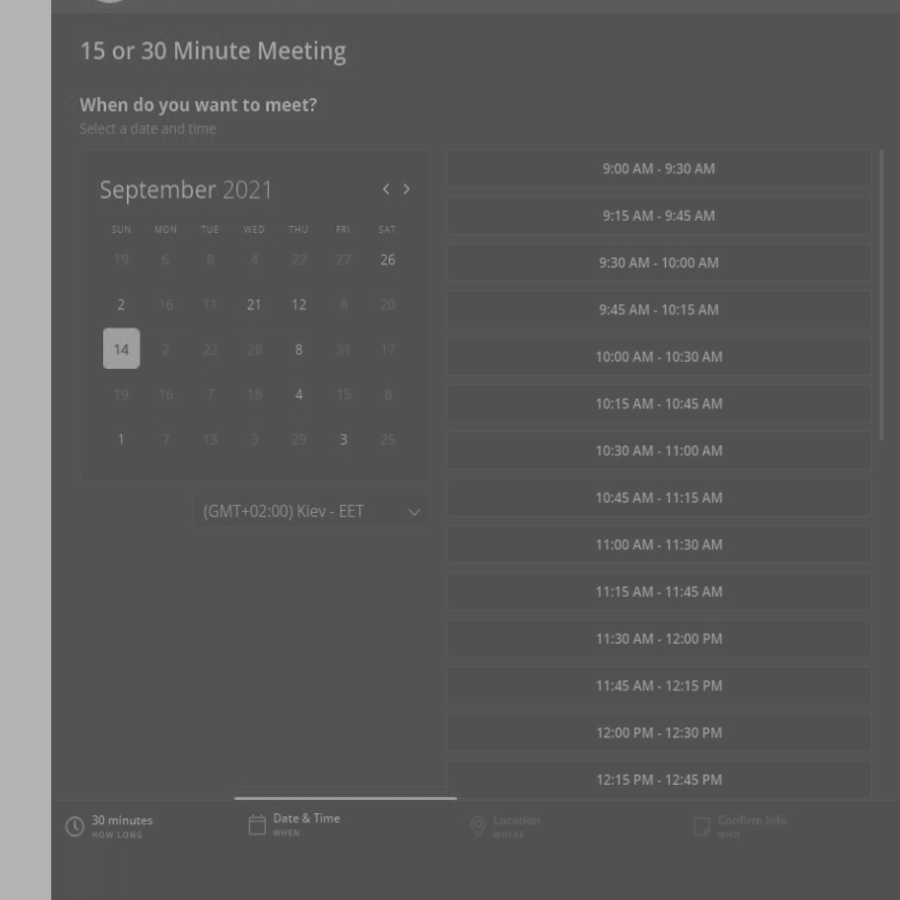 15 or 30 Minute Meeting
When do you want to meet?
Select a date and time
September 2021
SUN MON TUE WED THU FRI SAT
19 6 8 4 22 27 26
2 16 11 21 12 8 20
14 2 22 28 8 31 17
19 16 7 18 4 15 8
1 7 13 3 29 3 25
(GMT+02:00) Kiev - EET
9:00 AM - 9:30 AM
9:15 AM - 9:45 AM
9:30 AM - 10:00 AM
9:45 AM - 10:15 AM
10:00 AM - 10:30 AM
10:15 AM - 10:45 AM
10:30 AM - 11:00 AM
10:45 AM - 11:15 AM
11:00 AM - 11:30 AM
11:15 AM - 11:45 AM
11:30 AM - 12:00 PM
11:45 AM - 12:15 PM
12:00 PM - 12:30 PM
12:15 PM - 12:45 PM
30 minutes
HOW LONG
Date & Time
WHEN
Location
WHERE
Confirm Info
WHO